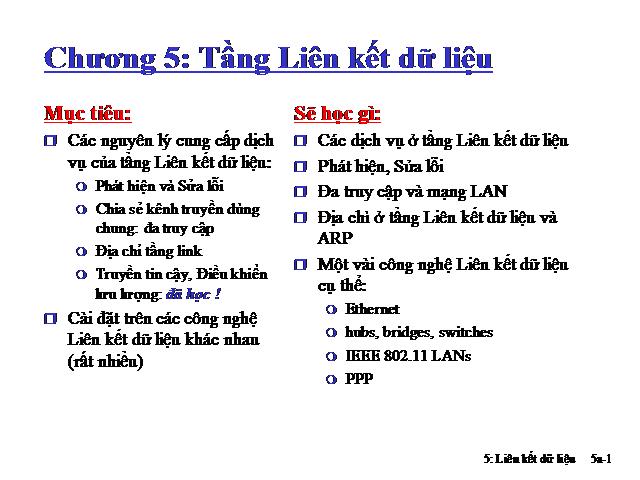 Chương 5: Tầng Liên kết dữ liệu
Mục tiêu:
Các nguyên lý cung cấp dịch
vụ của tầng Liên kết dữ liệu:
Phát hiện và Sửa lỗi
Chia sẻ kênh truyền dùng
chung: đa truy cập
Địa chỉ tầng link
Truyền tin cậy, Điều khiển
lưu lượng: đã học !
Cài đặt trên các công nghệ
Liên kết dữ liệu khác nhau
(rất nhiều)
Sẽ học gì:
Các dịch vụ ở tầng Liên kết dữ liệu
Phát hiện, Sửa lỗi
Đa truy cập và mạng LAN
Địa chỉ ở tầng Liên kết dữ liệu và
ARP
Một vài công nghệ Liên kết dữ liệu
cụ thể:
Ethernet
hubs, bridges, switches
IEEE 802.11 LANs
PPP
5: Liên kết dữ liệu 5a-1